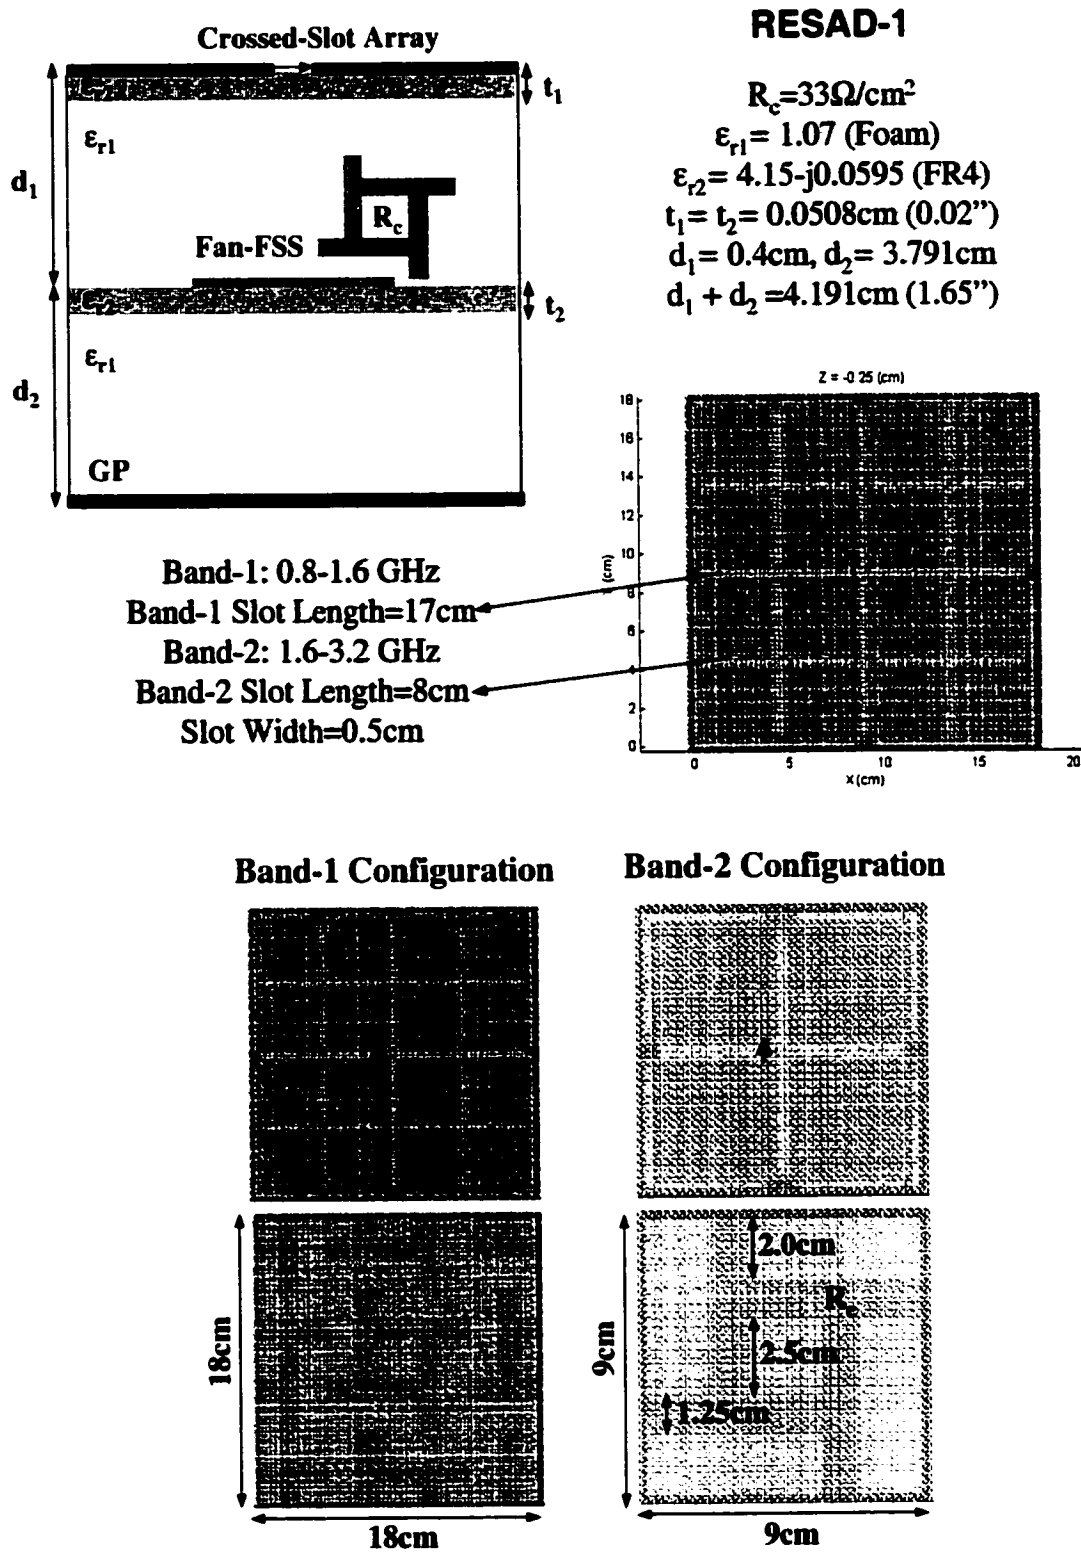 RESAD-1
Crossed-Slot Array
t₁
εᵣ₁
d₁
R꜀
Fan-FSS
t₂
εᵣ₁
d₂
GP
R꜀=33Ω/cm²
εᵣ₁= 1.07 (Foam)
εᵣ₂= 4.15-j0.0595 (FR4)
t₁= t₂= 0.0508cm (0.02")
d₁= 0.4cm, d₂= 3.791cm
d₁ + d₂ =4.191cm (1.65")
Z = -0.25 (cm)
18
16
14
12
10
8
6
4
2
0
(cm)
0
5
10
15
20
X (cm)
Band-1: 0.8-1.6 GHz
Band-1 Slot Length=17cm
Band-2: 1.6-3.2 GHz
Band-2 Slot Length=8cm
Slot Width=0.5cm
Band-1 Configuration
Band-2 Configuration
18cm
18cm
2.0cm
R꜀
2.5cm
1.25cm
9cm
9cm